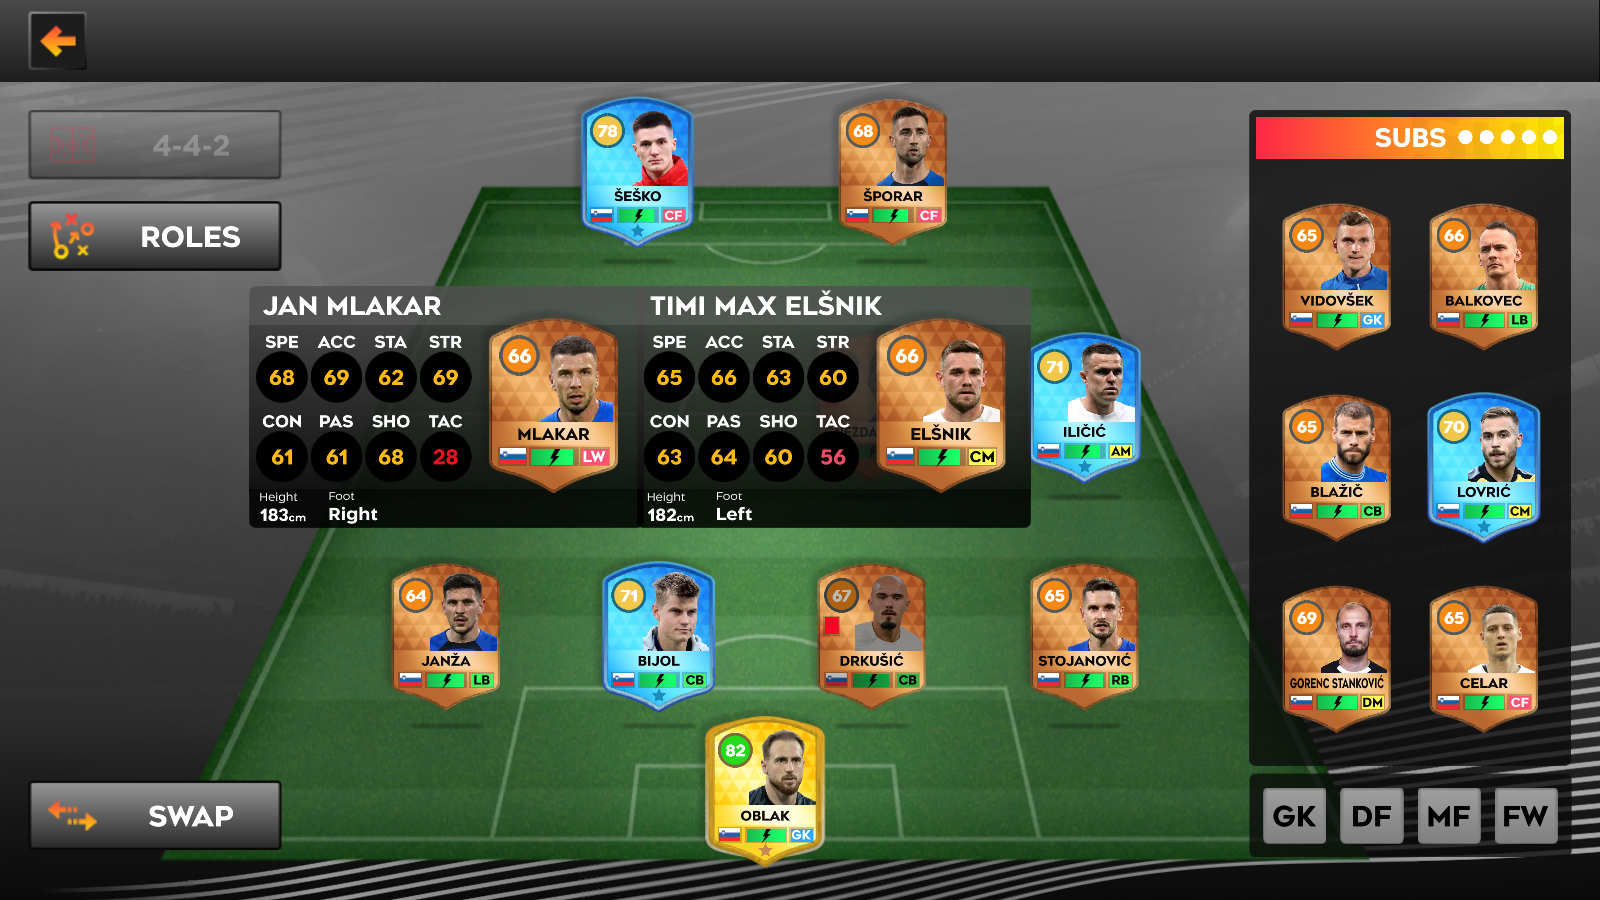 4-4-2
ROLES
78
ŠEŠKO
CF
68
ŠPORAR
CF
JAN MLAKAR
SPE ACC STA STR
68 69 62 69
CON PAS SHO TAC
61 61 68 28
Height Foot
183cm Right
66
MLAKAR
LW
TIMI MAX ELŠNIK
SPE ACC STA STR
65 66 63 60
CON PAS SHO TAC
63 64 60 56
Height Foot
182cm Left
66
ELŠNIK
CM
71
ILIČIĆ
AM
64
JANŽA
LB
71
BIJOL
CB
67
DRKUŠIĆ
CB
65
STOJANOVIĆ
RB
82
OBLAK
GK
SWAP
SUBS
65
VIDOVŠEK
GK
66
BALKOVEC
LB
65
BLAŽIČ
CB
70
LOVRIĆ
CM
69
GORENC STANKOVIČ
DM
65
CELAR
CF
GK DF MF FW